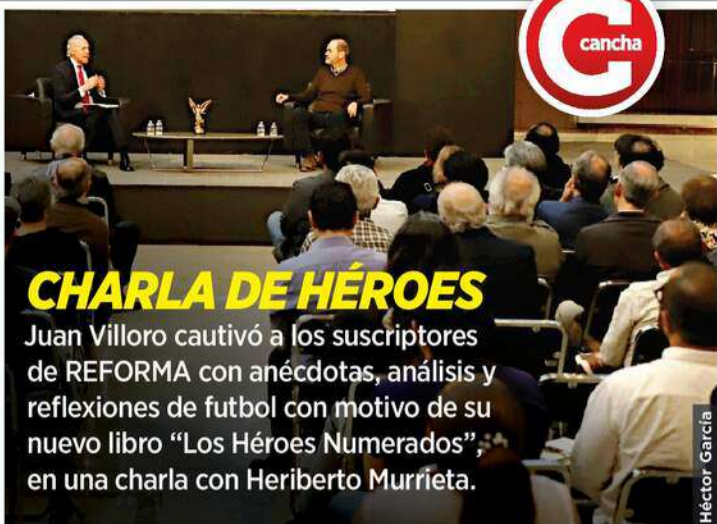 cancha
CHARLA DE HÉROES
Juan Villoro cautivó a los suscriptores
de REFORMA con anécdotas, análisis y
reflexiones de futbol con motivo de su
nuevo libro “Los Héroes Numerados”,
en una charla con Heriberto Murrieta.
Héctor García